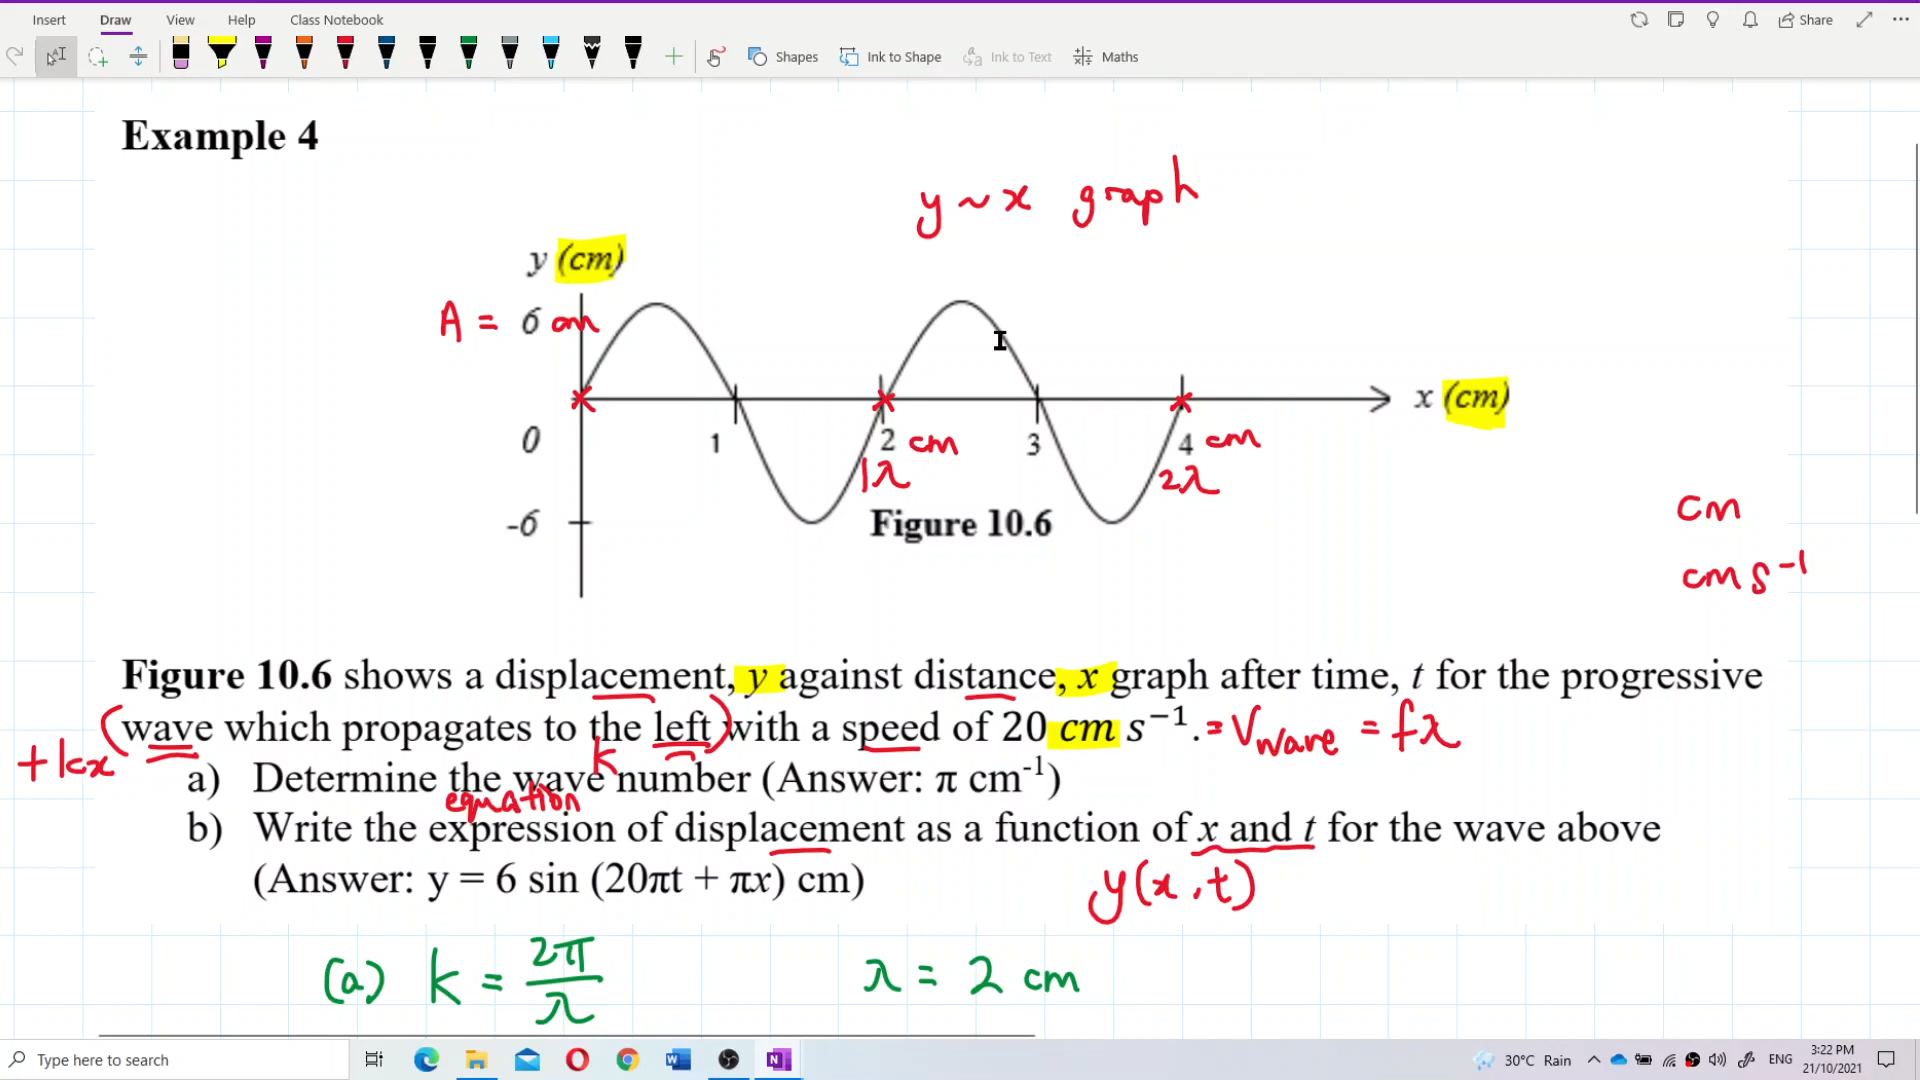 Insert Draw View Help Class Notebook Share
Shapes Ink to Shape Ink to Text Maths
Example 4
y ~ x graph
y (cm)
A = 6 cm
x (cm)
0 1 2 cm 3 4 cm
1λ 2λ
-6 Figure 10.6
cm
cm s⁻¹
Figure 10.6 shows a displacement, y against distance, x graph after time, t for the progressive
(wave which propagates to the left) with a speed of 20 cm s⁻¹. = Vwave = fλ
+kx k
a) Determine the wave number (Answer: π cm⁻¹)
equation
b) Write the expression of displacement as a function of x and t for the wave above
(Answer: y = 6 sin (20πt + πx) cm) y(x,t)
(a) k = 2π/λ λ = 2 cm
Type here to search 30°C Rain ENG 3:22 PM
21/10/2021